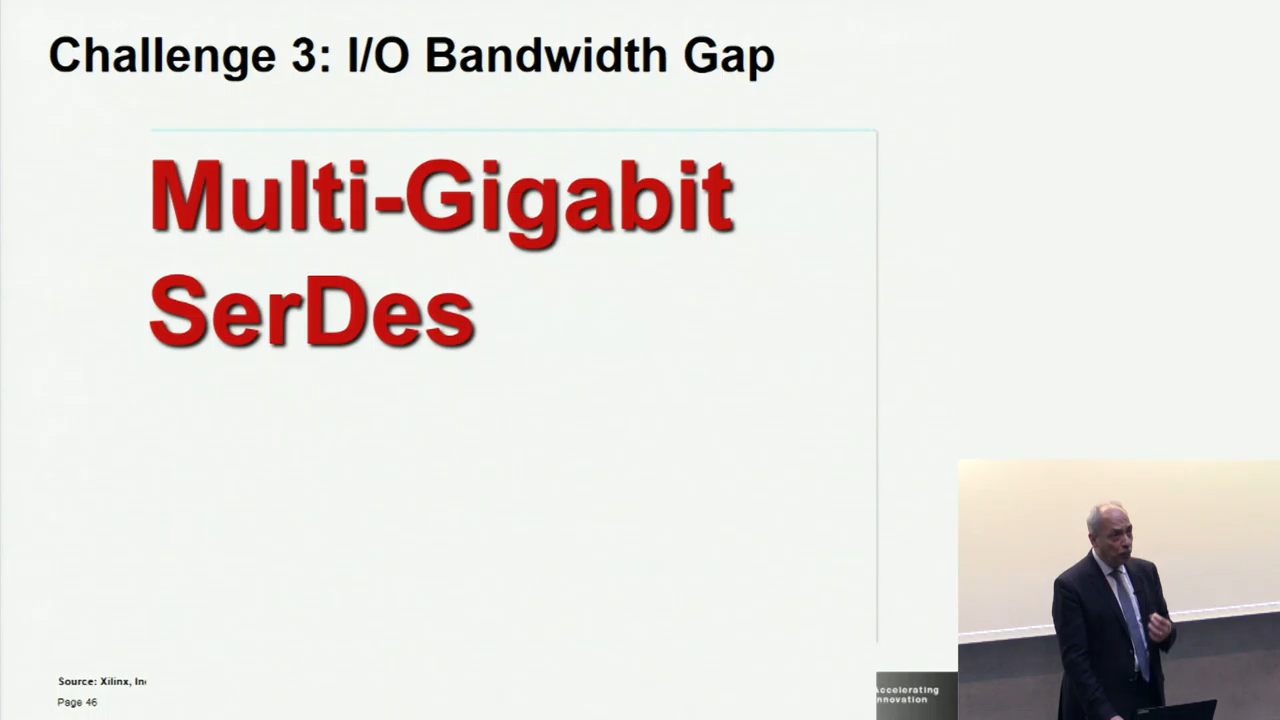 Challenge 3: I/O Bandwidth Gap
Multi-Gigabit
SerDes
Source: Xilinx, Inc
Page 46
Accelerating
Innovation